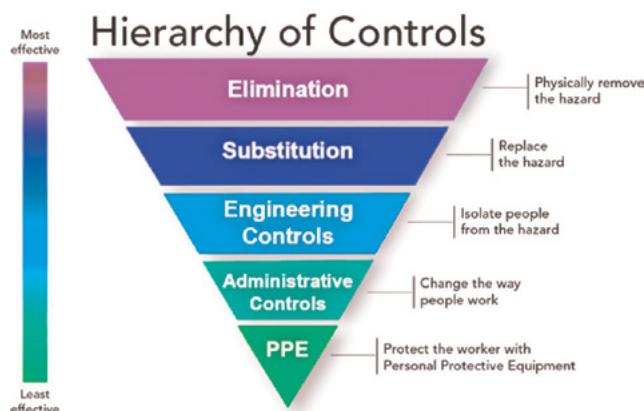 Most
effective
Hierarchy of Controls
Elimination
Physically remove
the hazard
Substitution
Replace
the hazard
Engineering
Controls
Isolate people
from the hazard
Administrative
Controls
Change the way
people work
PPE
Protect the worker with
Personal Protective Equipment
Least
effective